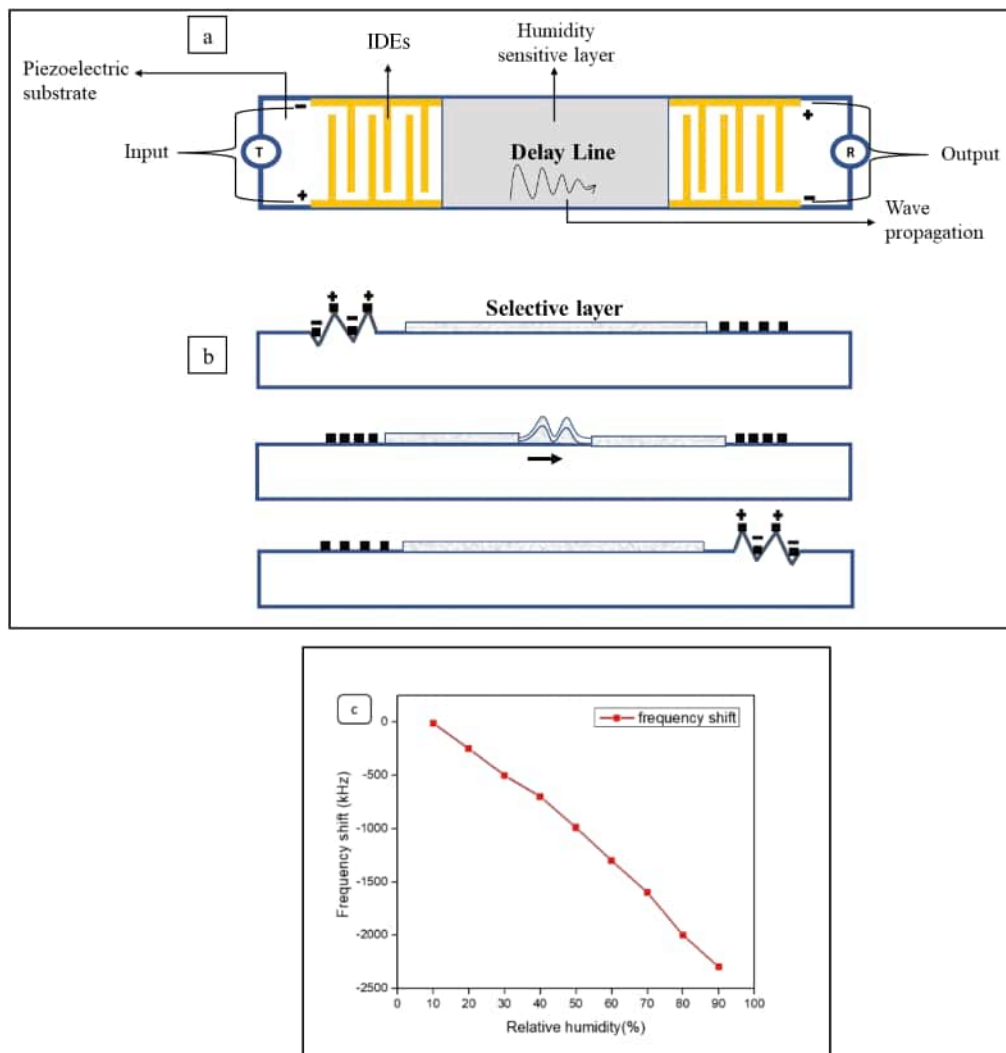 a
IDEs
Humidity
sensitive layer
Piezoelectric
substrate
- +
Input
T
Delay Line
R
Output
+ -
Wave
propagation
b
+ +
- -
Selective layer
+ +
- -
c
frequency shift
0
-500
-1000
-1500
-2000
-2500
Frequency shift (kHz)
0 10 20 30 40 50 60 70 80 90 100
Relative humidity(%)